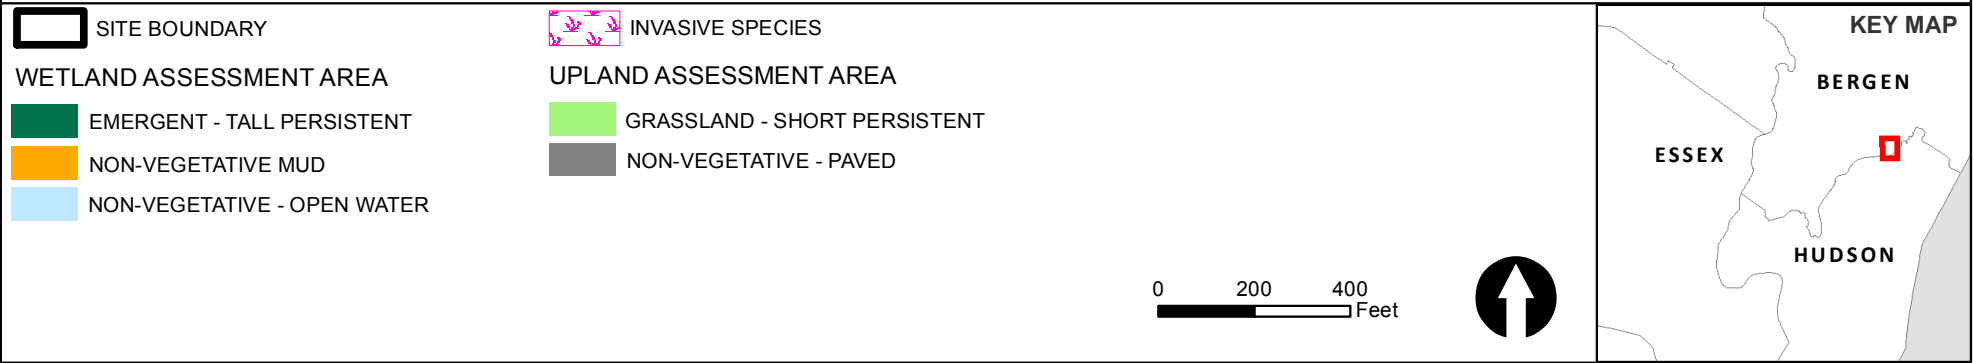 SITE BOUNDARY
WETLAND ASSESSMENT AREA
EMERGENT - TALL PERSISTENT
NON-VEGETATIVE MUD
NON-VEGETATIVE - OPEN WATER
INVASIVE SPECIES
UPLAND ASSESSMENT AREA
GRASSLAND - SHORT PERSISTENT
NON-VEGETATIVE - PAVED
0 200 400
Feet
KEY MAP
BERGEN
ESSEX
HUDSON